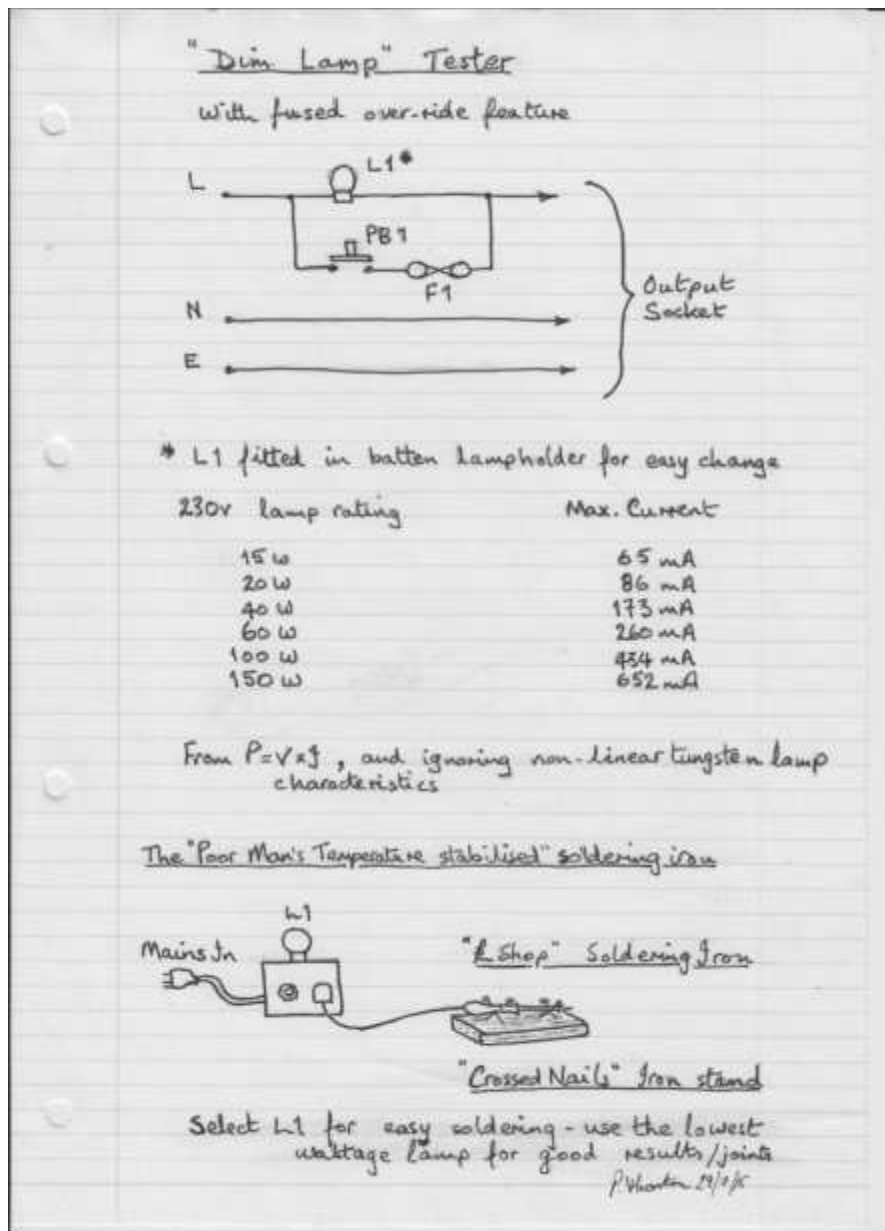 "Dim Lamp" Tester
With fused over-ride feature
L
L1*
PB1
F1
N
E
Output
Socket
* L1 fitted in batten lampholder for easy change
230v lamp rating Max. Current
15 W 65 mA
20 W 86 mA
40 W 173 mA
60 W 260 mA
100 W 434 mA
150 W 652 mA
From P=V×I, and ignoring non-linear tungsten lamp
characteristics
The "Poor Man's Temperature stabilised" soldering iron
L1
Mains In
"£ Shop" Soldering Iron
"Crossed Nails" Iron stand
Select L1 for easy soldering - use the lowest
wattage lamp for good results/joints